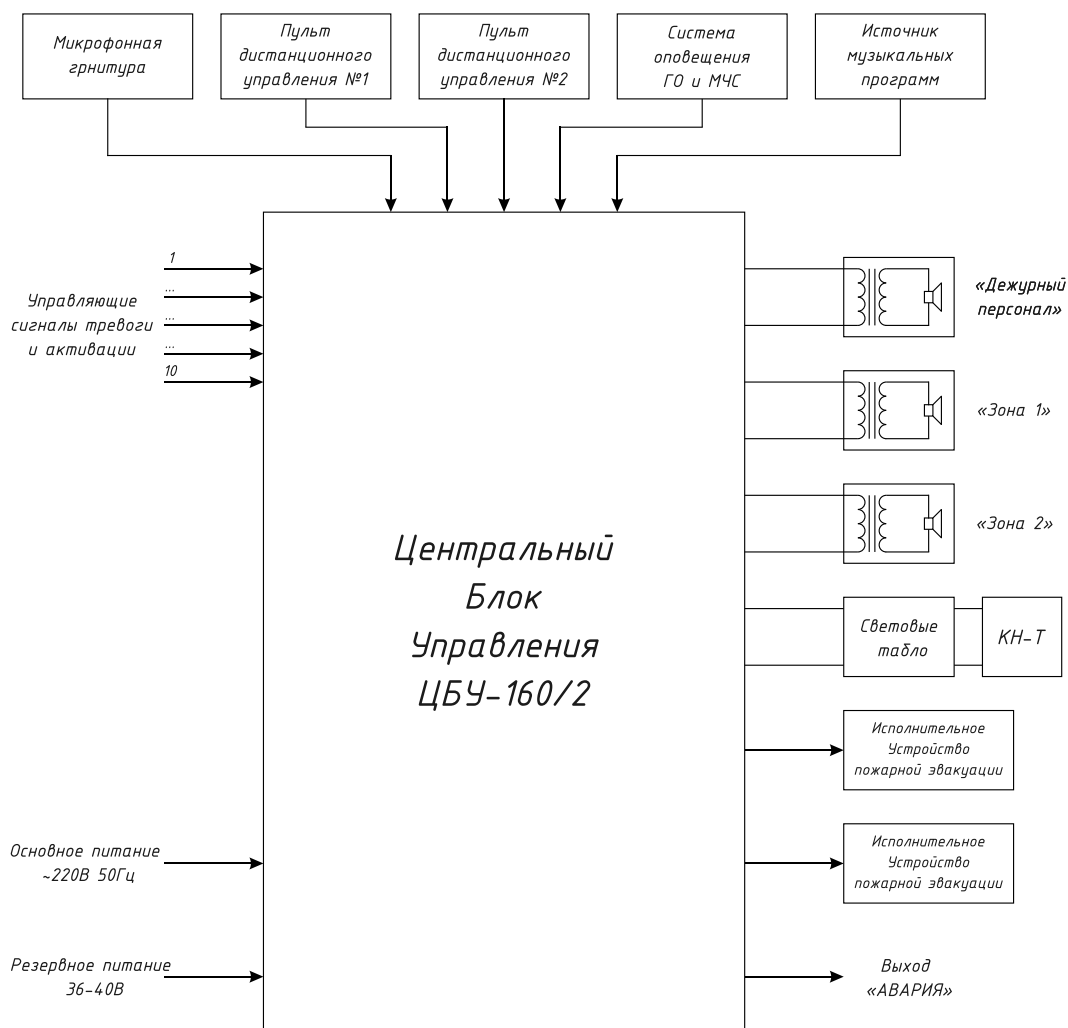 Микрофонная
грнитура
Пульт
дистанционного
управления №1
Пульт
дистанционного
управления №2
Система
оповещения
ГО и МЧС
Источник
музыкальных
программ
1
...
...
...
10
Управляющие
сигналы тревоги
и активации
Основное питание
~220В 50Гц
Резервное питание
36-40В
Центральный
Блок
Управления
ЦБУ-160/2
«Дежурный
персонал»
«Зона 1»
«Зона 2»
Световые
табло
КН-Т
Исполнительное
Устройство
пожарной эвакуации
Исполнительное
Устройство
пожарной эвакуации
Выход
«АВАРИЯ»